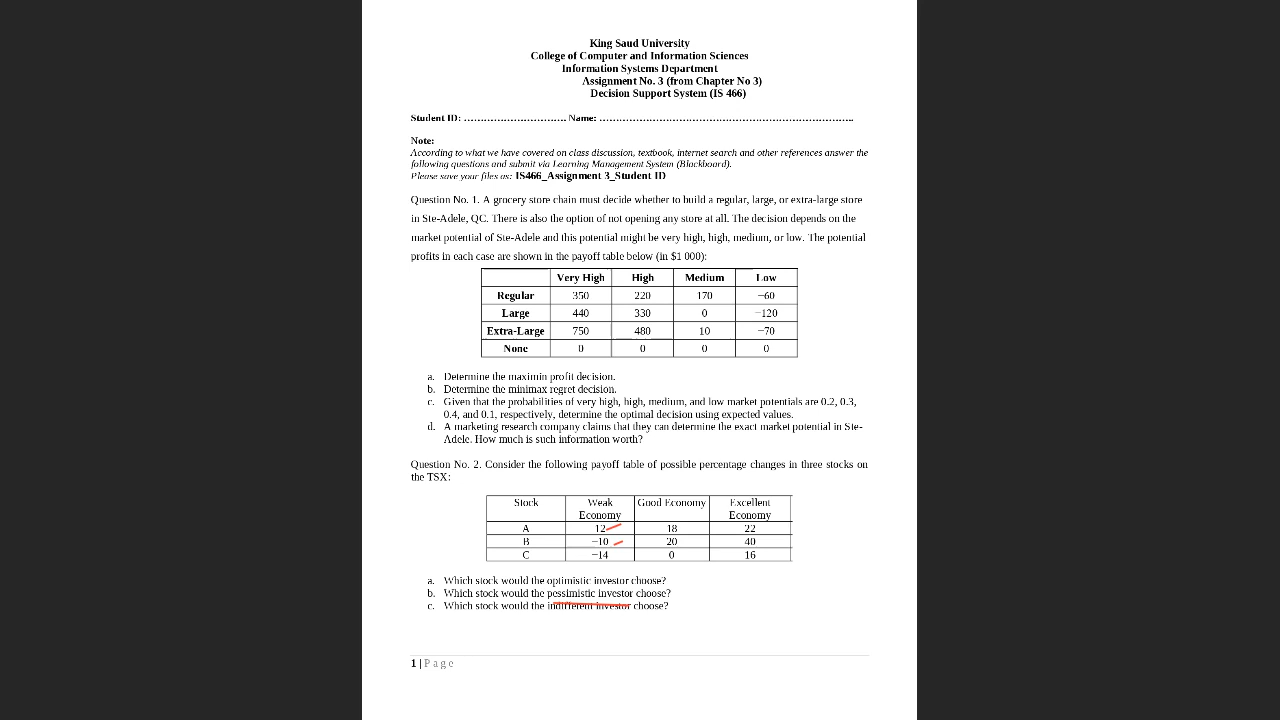 King Saud University
College of Computer and Information Sciences
Information Systems Department
Assignment No. 3 (from Chapter No 3)
Decision Support System (IS 466)
Student ID: ………………………… Name: …………………………………………………………………..
Note:
According to what we have covered on class discussion, textbook, internet search and other references answer the
following questions and submit via Learning Management System (Blackboard).
Please save your files as: IS466_Assignment 3_Student ID
Question No. 1. A grocery store chain must decide whether to build a regular, large, or extra-large store
in Ste-Adele, QC. There is also the option of not opening any store at all. The decision depends on the
market potential of Ste-Adele and this potential might be very high, high, medium, or low. The potential
profits in each case are shown in the payoff table below (in $1 000):
Very High High Medium Low
Regular 350 220 170 −60
Large 440 330 0 −120
Extra-Large 750 480 10 −70
None 0 0 0 0
a. Determine the maximin profit decision.
b. Determine the minimax regret decision.
c. Given that the probabilities of very high, high, medium, and low market potentials are 0.2, 0.3,
0.4, and 0.1, respectively, determine the optimal decision using expected values.
d. A marketing research company claims that they can determine the exact market potential in Ste-
Adele. How much is such information worth?
Question No. 2. Consider the following payoff table of possible percentage changes in three stocks on
the TSX:
Stock Weak Good Economy Excellent
Economy Economy
A 12 18 22
B −10 20 40
C −14 0 16
a. Which stock would the optimistic investor choose?
b. Which stock would the pessimistic investor choose?
c. Which stock would the indifferent investor choose?
1 | Page